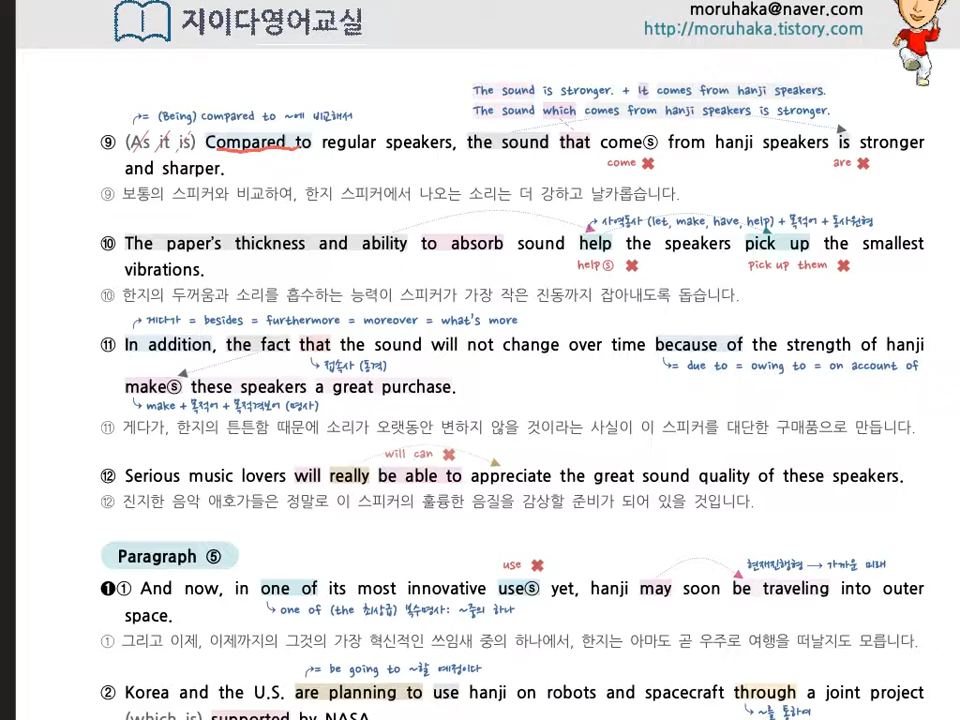 지이다영어교실
moruhaka@naver.com
http://moruhaka.tistory.com
The sound is stronger. + It comes from hanji speakers.
The sound which comes from hanji speakers is stronger.
= (Being) compared to ~에 비교해서
⑨ (As it is) Compared to regular speakers, the sound that comeⓢ from hanji speakers is stronger
come ✖ are ✖
and sharper.
⑨ 보통의 스피커와 비교하여, 한지 스피커에서 나오는 소리는 더 강하고 날카롭습니다.
사역동사 (let, make, have, help) + 목적어 + 동사원형
⑩ The paper's thickness and ability to absorb sound help the speakers pick up the smallest
helpⓢ ✖ pick up them ✖
vibrations.
⑩ 한지의 두꺼움과 소리를 흡수하는 능력이 스피커가 가장 작은 진동까지 잡아내도록 돕습니다.
게다가 = besides = furthermore = moreover = what's more
⑪ In addition, the fact that the sound will not change over time because of the strength of hanji
접속사 (동격) = due to = owing to = on account of
makeⓢ these speakers a great purchase.
make + 목적어 + 목적격보어 (명사)
⑪ 게다가, 한지의 튼튼함 때문에 소리가 오랫동안 변하지 않을 것이라는 사실이 이 스피커를 대단한 구매품으로 만듭니다.
will can ✖
⑫ Serious music lovers will really be able to appreciate the great sound quality of these speakers.
⑫ 진지한 음악 애호가들은 정말로 이 스피커의 훌륭한 음질을 감상할 준비가 되어 있을 것입니다.
Paragraph ⑤
use ✖ 현재진행형 → 가까운 미래
❶① And now, in one of its most innovative useⓢ yet, hanji may soon be traveling into outer
one of (the 최상급) 복수명사: ~중의 하나
space.
① 그리고 이제, 이제까지의 그것의 가장 혁신적인 쓰임새 중의 하나에서, 한지는 아마도 곧 우주로 여행을 떠날지도 모릅니다.
= be going to ~할 예정이다
② Korea and the U.S. are planning to use hanji on robots and spacecraft through a joint project
~를 통하여
(which is) supported by NASA.